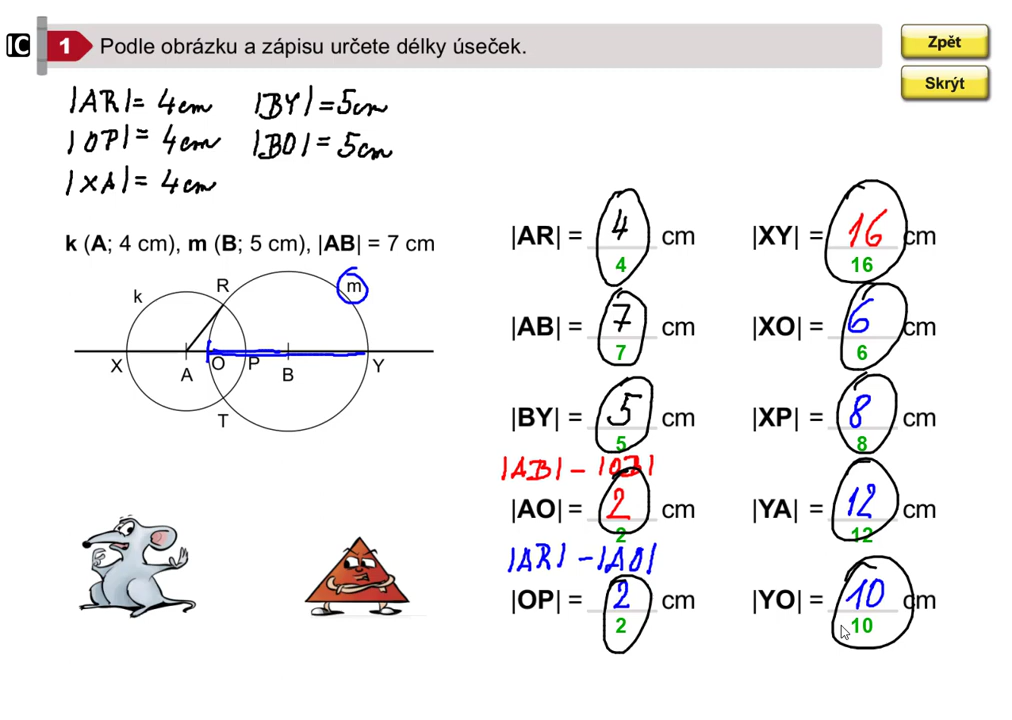 IC
1 Podle obrázku a zápisu určete délky úseček.
Zpět
Skrýt
|AR| = 4cm |BY| = 5cm
|OP| = 4cm |BO| = 5cm
|XA| = 4cm
k (A; 4 cm), m (B; 5 cm), |AB| = 7 cm
k
R
m
X
A
O
P
B
Y
T
|AR| = 4 cm
4
|AB| = 7 cm
7
|BY| = 5 cm
5
|AB| - |OB|
|AO| = 2 cm
2
|AR| - |AO|
|OP| = 2 cm
2
|XY| = 16 cm
16
|XO| = 6 cm
6
|XP| = 8 cm
8
|YA| = 12 cm
12
|YO| = 10 cm
10